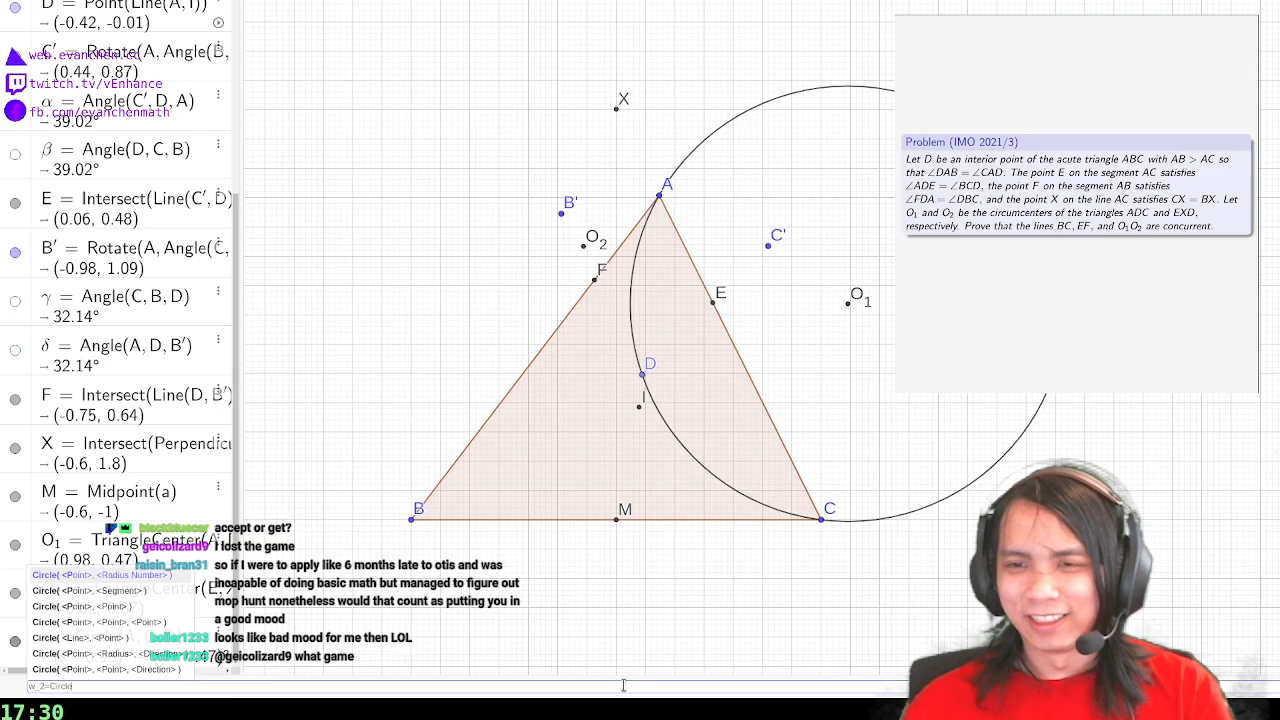 D = Point(Line(A, I))
→ (-0.42, -0.01)
C′ = Rotate(A, Angle(B,
→ (0.44, 0.87)
α = Angle(C′, D, A)
→ 39.02°
β = Angle(D, C, B)
→ 39.02°
E = Intersect(Line(C′, D)
→ (0.06, 0.48)
B′ = Rotate(A, Angle(C,
→ (-0.98, 1.09)
γ = Angle(C, B, D)
→ 32.14°
δ = Angle(A, D, B′)
→ 32.14°
F = Intersect(Line(D, B′)
→ (-0.75, 0.64)
X = Intersect(Perpendicu
→ (-0.6, 1.8)
M = Midpoint(a)
→ (-0.6, -1)
O₁ = TriangleCenter(A,
web.evanchen.cc
twitch.tv/vEnhance
fb.com/evanchenmath
Circle( <Point>, <Radius Number> )
Circle( <Point>, <Segment> )
Circle( <Point>, <Point> )
Circle( <Point>, <Point>, <Point> )
Circle( <Line>, <Point> )
Circle( <Point>, <Radius>, <Direction> )
Circle( <Point>, <Point>, <Direction> )
w_2=Circle
17:30
blackbluecar accept or get?
geicolizard9 I lost the game
raisin_bran31 so if I were to apply like 6 months late to otis and was
incapable of doing basic math but managed to figure out
mop hunt nonetheless would that count as putting you in
a good mood
boller1233 looks like bad mood for me then LOL
boller1233 @geicolizard9 what game
X
A
B'
O₂
C'
F
E
O₁
D
I
B
M
C
Problem (IMO 2021/3)
Let D be an interior point of the acute triangle ABC with AB > AC so
that ∠DAB = ∠CAD. The point E on the segment AC satisfies
∠ADE = ∠BCD, the point F on the segment AB satisfies
∠FDA = ∠DBC, and the point X on the line AC satisfies CX = BX. Let
O₁ and O₂ be the circumcenters of the triangles ADC and EXD,
respectively. Prove that the lines BC, EF, and O₁O₂ are concurrent.